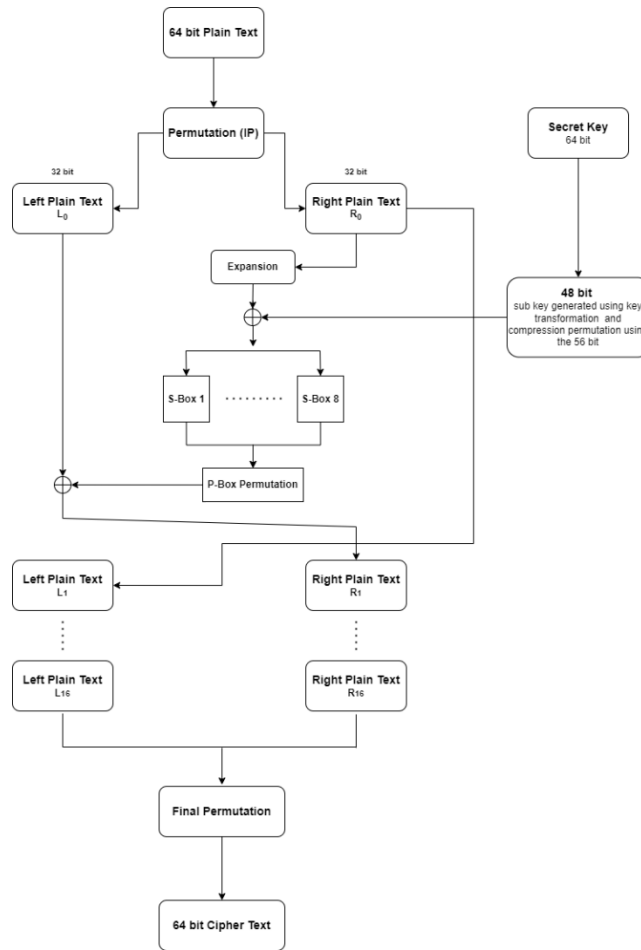 64 bit Plain Text
Permutation (IP)
Secret Key
64 bit
32 bit
32 bit
Left Plain Text
L0
Right Plain Text
R0
Expansion
48 bit
sub key generated using key
transformation and
compression permutation using
the 56 bit
S-Box 1
.........
S-Box 8
P-Box Permutation
Left Plain Text
L1
Right Plain Text
R1
Left Plain Text
L16
Right Plain Text
R16
Final Permutation
64 bit Cipher Text